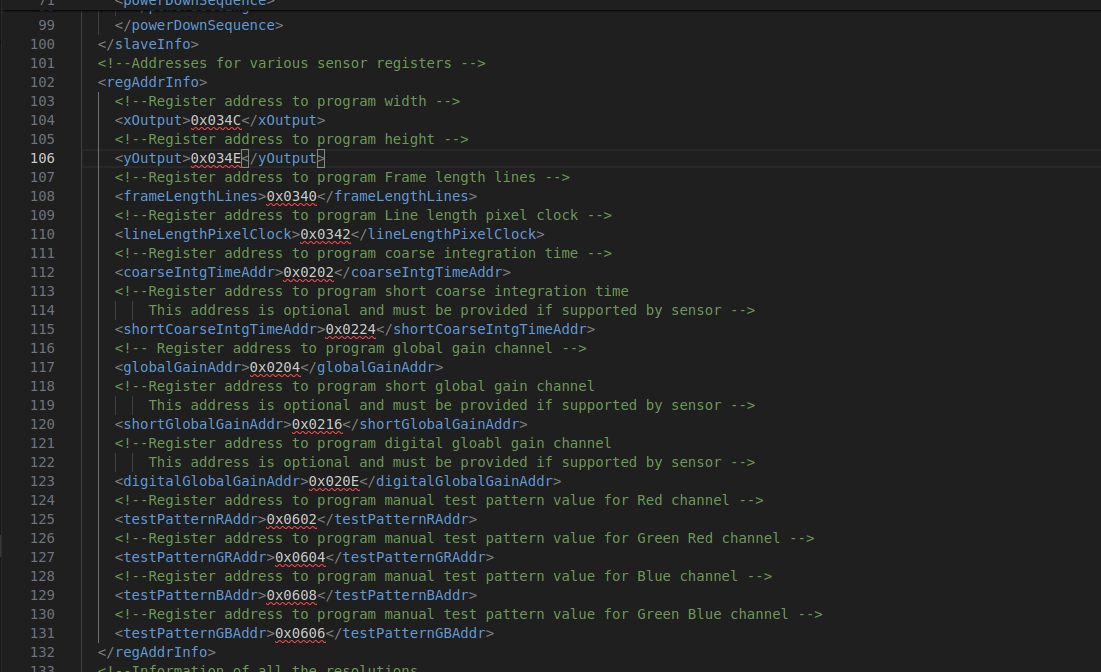 71 <powerDownSequence>
99 </powerDownSequence>
100 </slaveInfo>
101 <!--Addresses for various sensor registers -->
102 <regAddrInfo>
103 <!--Register address to program width -->
104 <xOutput>0x034C</xOutput>
105 <!--Register address to program height -->
106 <yOutput>0x034E</yOutput>
107 <!--Register address to program Frame length lines -->
108 <frameLengthLines>0x0340</frameLengthLines>
109 <!--Register address to program Line length pixel clock -->
110 <lineLengthPixelClock>0x0342</lineLengthPixelClock>
111 <!--Register address to program coarse integration time -->
112 <coarseIntgTimeAddr>0x0202</coarseIntgTimeAddr>
113 <!--Register address to program short coarse integration time
114 This address is optional and must be provided if supported by sensor -->
115 <shortCoarseIntgTimeAddr>0x0224</shortCoarseIntgTimeAddr>
116 <!-- Register address to program global gain channel -->
117 <globalGainAddr>0x0204</globalGainAddr>
118 <!--Register address to program short global gain channel
119 This address is optional and must be provided if supported by sensor -->
120 <shortGlobalGainAddr>0x0216</shortGlobalGainAddr>
121 <!--Register address to program digital gloabl gain channel
122 This address is optional and must be provided if supported by sensor -->
123 <digitalGlobalGainAddr>0x020E</digitalGlobalGainAddr>
124 <!--Register address to program manual test pattern value for Red channel -->
125 <testPatternRAddr>0x0602</testPatternRAddr>
126 <!--Register address to program manual test pattern value for Green Red channel -->
127 <testPatternGRAddr>0x0604</testPatternGRAddr>
128 <!--Register address to program manual test pattern value for Blue channel -->
129 <testPatternBAddr>0x0608</testPatternBAddr>
130 <!--Register address to program manual test pattern value for Green Blue channel -->
131 <testPatternGBAddr>0x0606</testPatternGBAddr>
132 </regAddrInfo>
133 <!--Information of all the resolutions